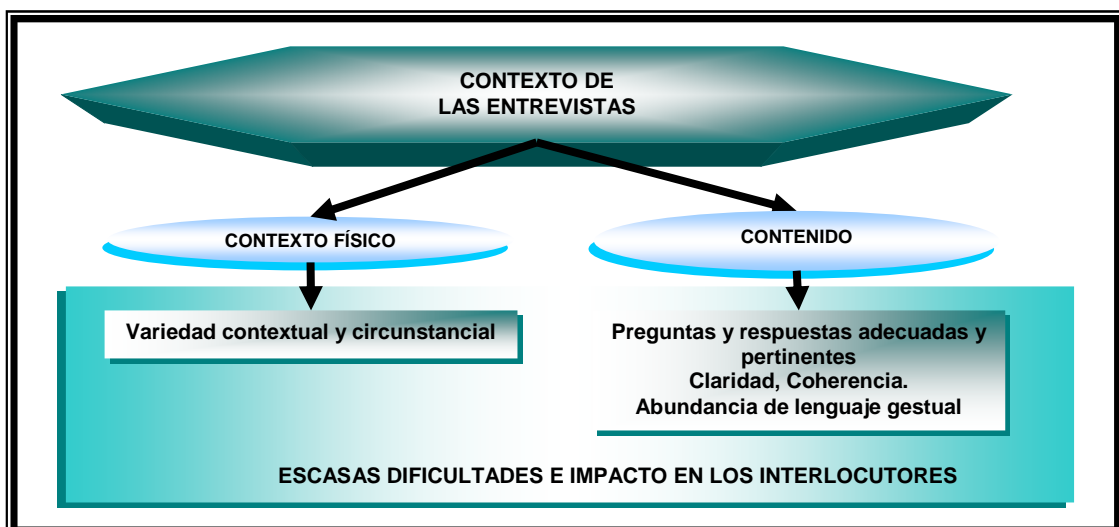 CONTEXTO DE
LAS ENTREVISTAS
CONTEXTO FÍSICO
CONTENIDO
Variedad contextual y circunstancial
Preguntas y respuestas adecuadas y
pertinentes
Claridad, Coherencia.
Abundancia de lenguaje gestual
ESCASAS DIFICULTADES E IMPACTO EN LOS INTERLOCUTORES